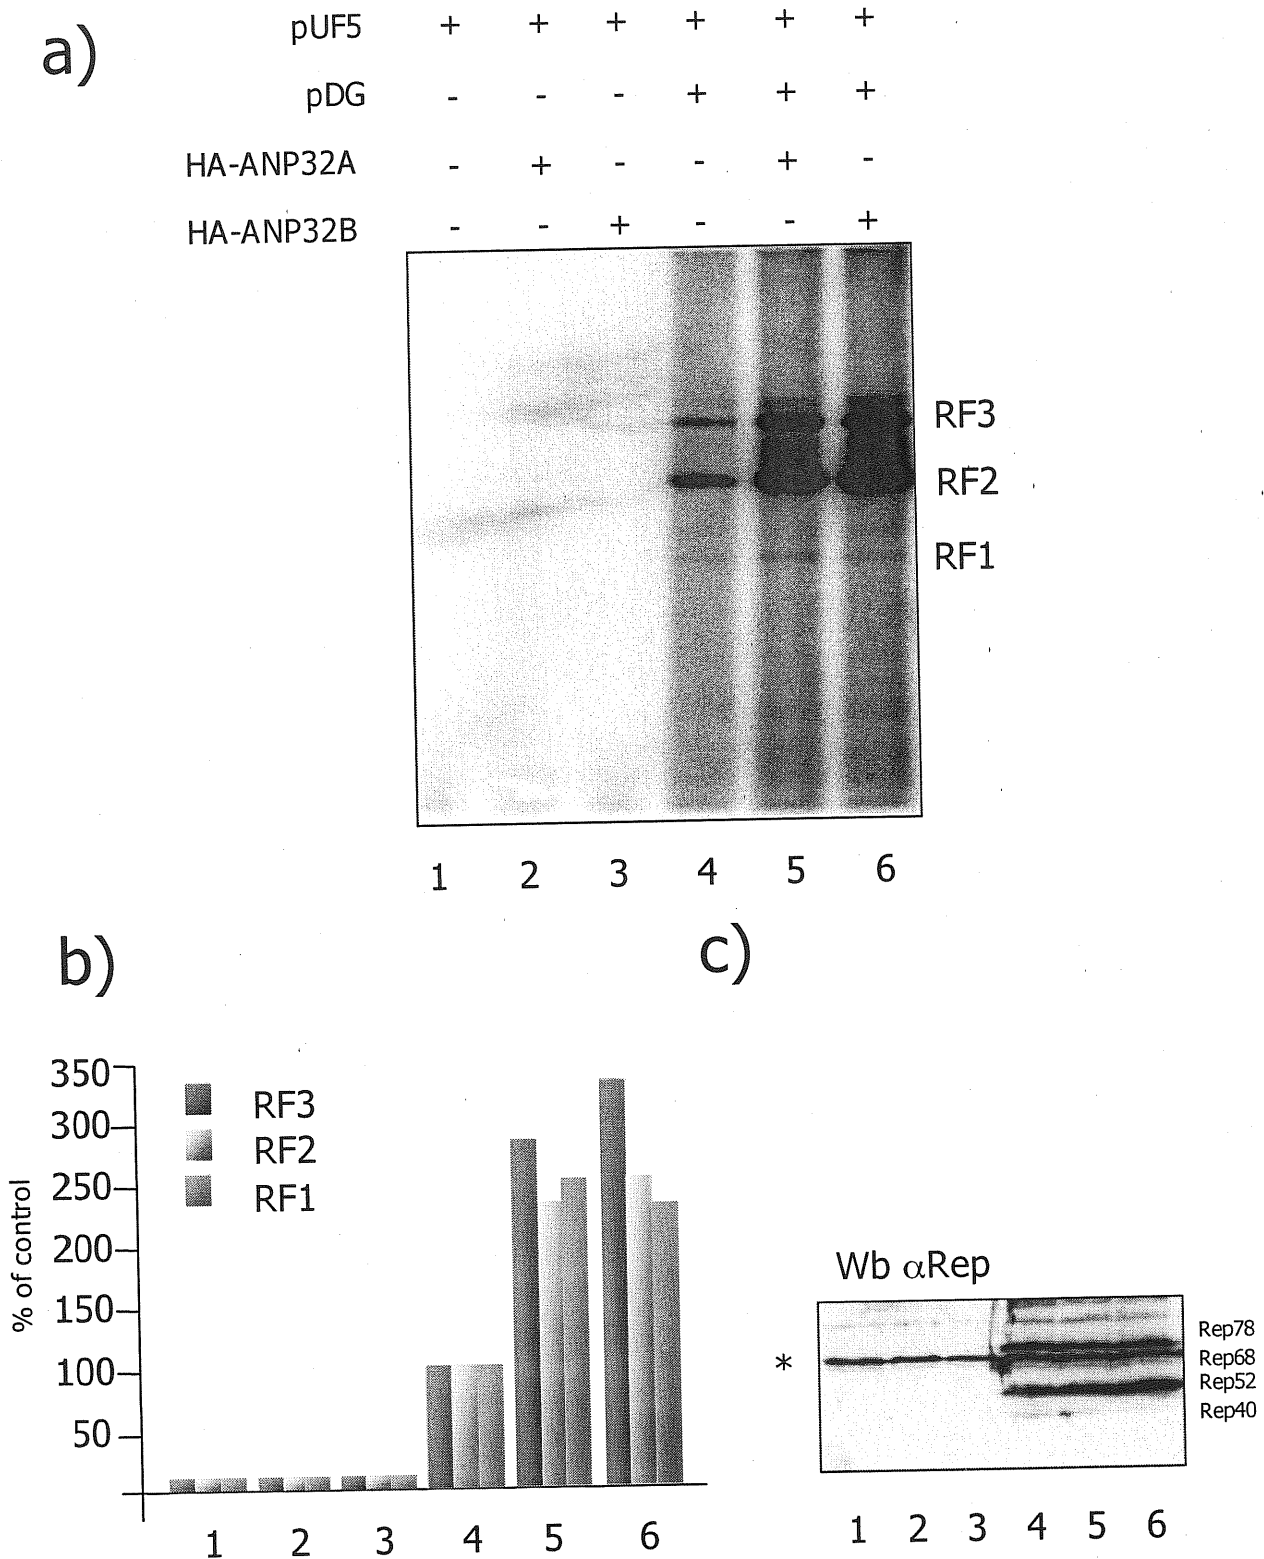 a)
pUF5 + + + + + +
pDG - - - + + +
HA-ANP32A - + - - + -
HA-ANP32B - - + - - +
RF3
RF2
RF1
1 2 3 4 5 6
b)
c)
350
300
250
200
150
100
50
% of control
RF3
RF2
RF1
1 2 3 4 5 6
Wb αRep
*
Rep78
Rep68
Rep52
Rep40
1 2 3 4 5 6